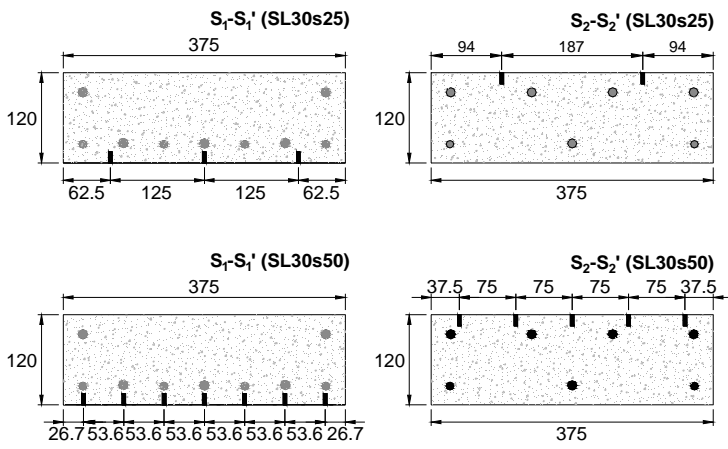 S₁-S₁' (SL30s25)
375
120
62.5 125 125 62.5
S₂-S₂' (SL30s25)
94 187 94
120
375
S₁-S₁' (SL30s50)
375
120
26.7 53.6 53.6 53.6 53.6 53.6 53.6 26.7
S₂-S₂' (SL30s50)
37.5 75 75 75 75 37.5
120
375